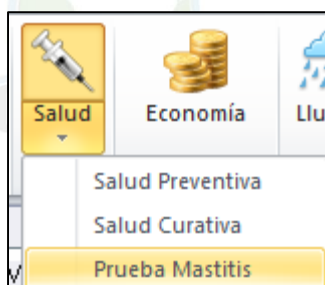 Salud Economía Llu
Salud Preventiva
Salud Curativa
Prueba Mastitis